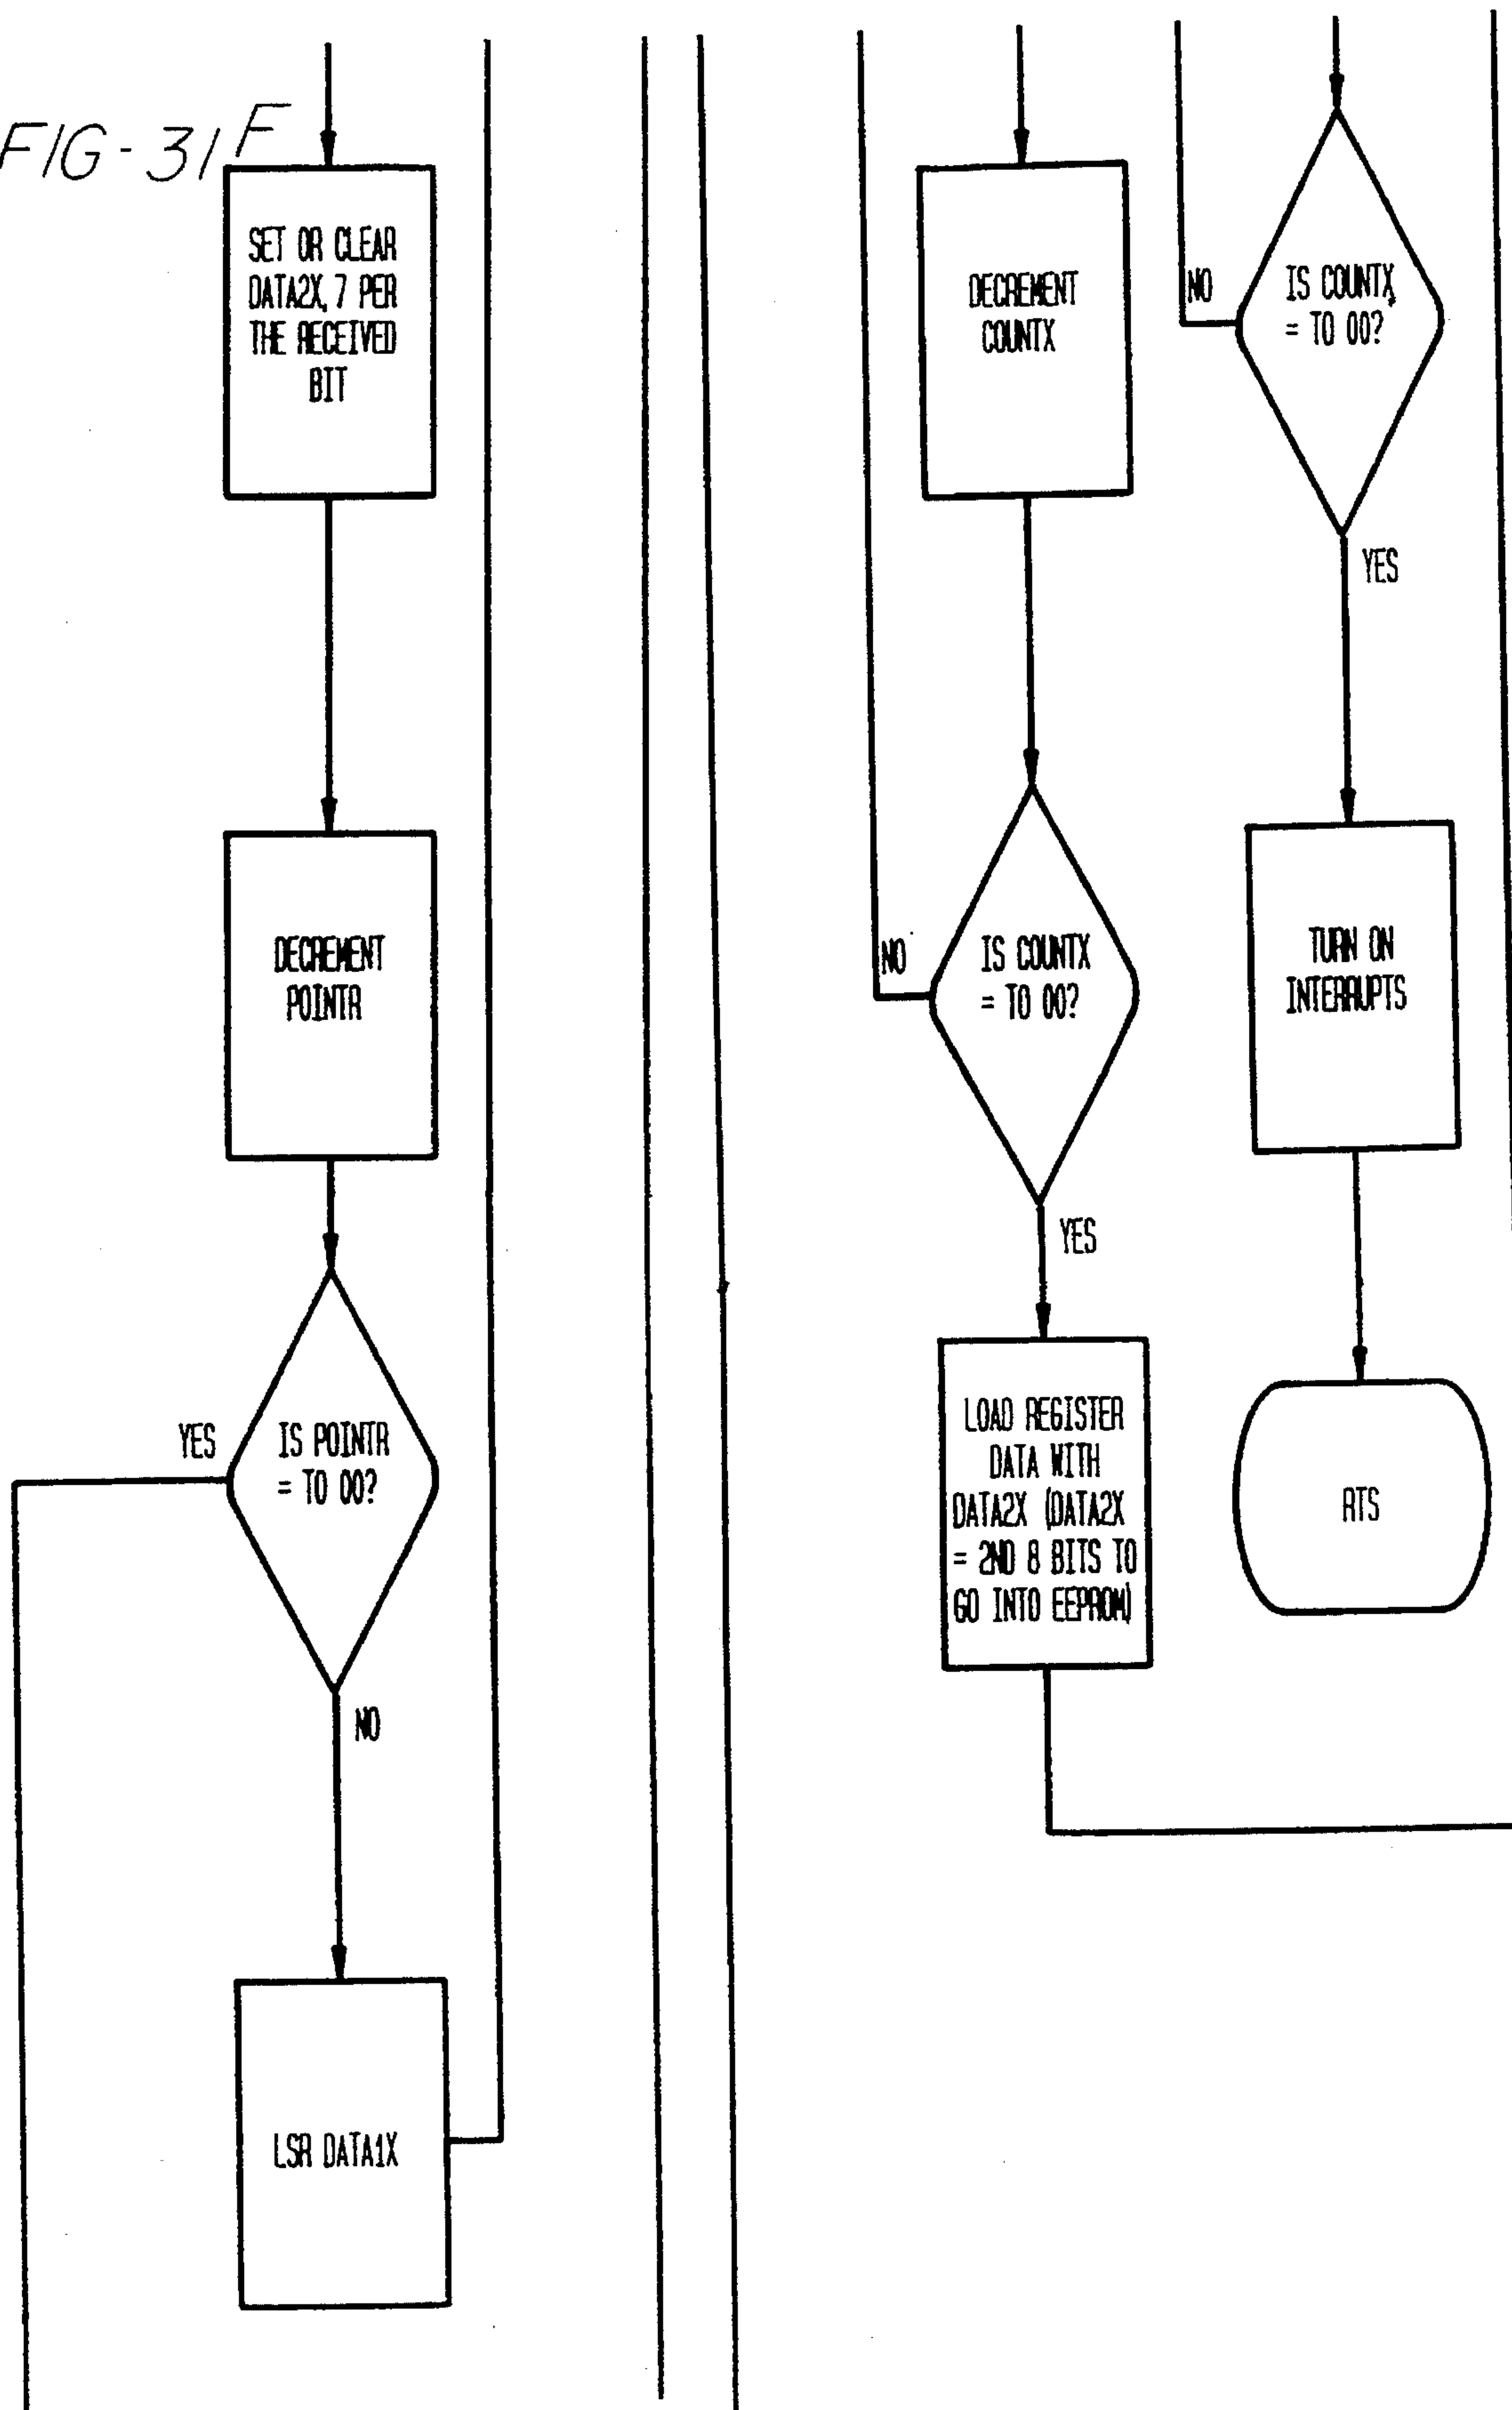 FIG-31F
SET OR CLEAR
DATA2X, 7 PER
THE RECEIVED
BIT
DECREMENT
POINTR
YES
IS POINTR
= TO 00?
NO
LSR DATA1X
DECREMENT
COUNTX
NO
IS COUNTX
= TO 00?
YES
LOAD REGISTER
DATA WITH
DATA2X (DATA2X
= 2ND 8 BITS TO
GO INTO EEPROM)
NO
IS COUNTX
= TO 00?
YES
TURN ON
INTERRUPTS
RTS